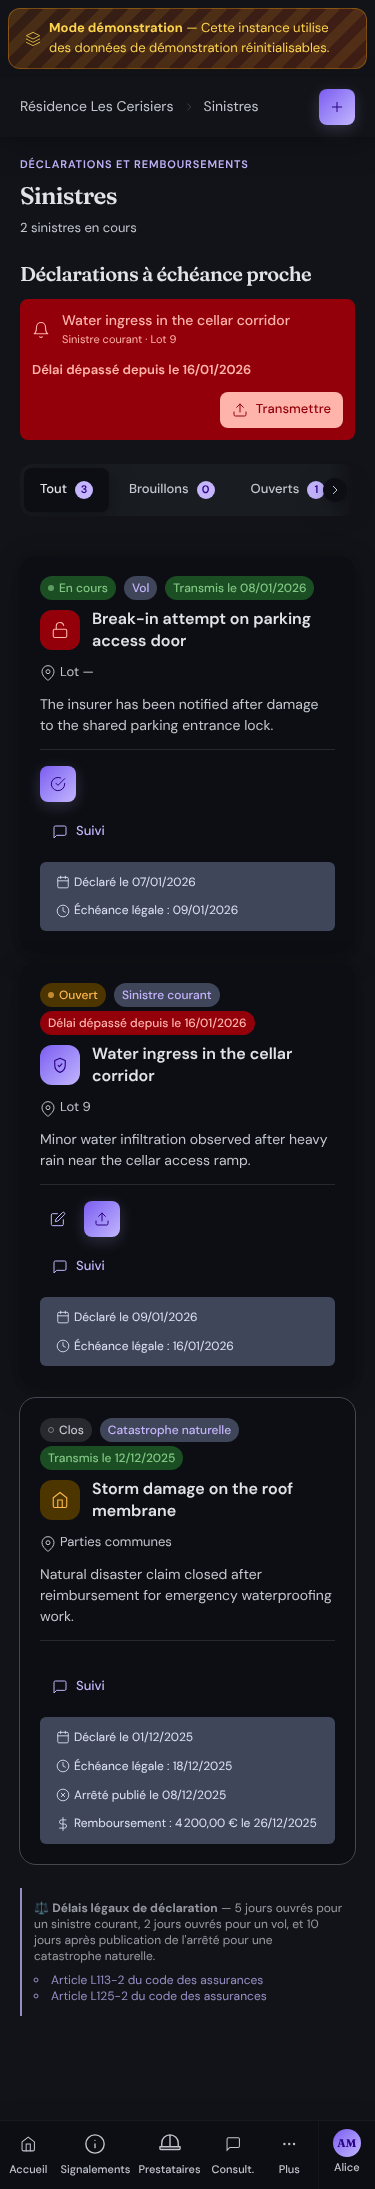 Mode démonstration — Cette instance utilise
des données de démonstration réinitialisables.
Résidence Les Cerisiers > Sinistres
DÉCLARATIONS ET REMBOURSEMENTS
Sinistres
2 sinistres en cours
Déclarations à échéance proche
Water ingress in the cellar corridor
Sinistre courant · Lot 9
Délai dépassé depuis le 16/01/2026
Transmettre
Tout 3 Brouillons 0 Ouverts 1
En cours Vol Transmis le 08/01/2026
Break-in attempt on parking
access door
Lot —
The insurer has been notified after damage
to the shared parking entrance lock.
Suivi
Déclaré le 07/01/2026
Échéance légale : 09/01/2026
Ouvert Sinistre courant
Délai dépassé depuis le 16/01/2026
Water ingress in the cellar
corridor
Lot 9
Minor water infiltration observed after heavy
rain near the cellar access ramp.
Suivi
Déclaré le 09/01/2026
Échéance légale : 16/01/2026
Clos Catastrophe naturelle
Transmis le 12/12/2025
Storm damage on the roof
membrane
Parties communes
Natural disaster claim closed after
reimbursement for emergency waterproofing
work.
Suivi
Déclaré le 01/12/2025
Échéance légale : 18/12/2025
Arrêté publié le 08/12/2025
Remboursement : 4 200,00 € le 26/12/2025
⚖️ Délais légaux de déclaration — 5 jours ouvrés pour
un sinistre courant, 2 jours ouvrés pour un vol, et 10
jours après publication de l'arrêté pour une
catastrophe naturelle.
Article L113-2 du code des assurances
Article L125-2 du code des assurances
AM
Accueil Signalements Prestataires Consult. Plus Alice